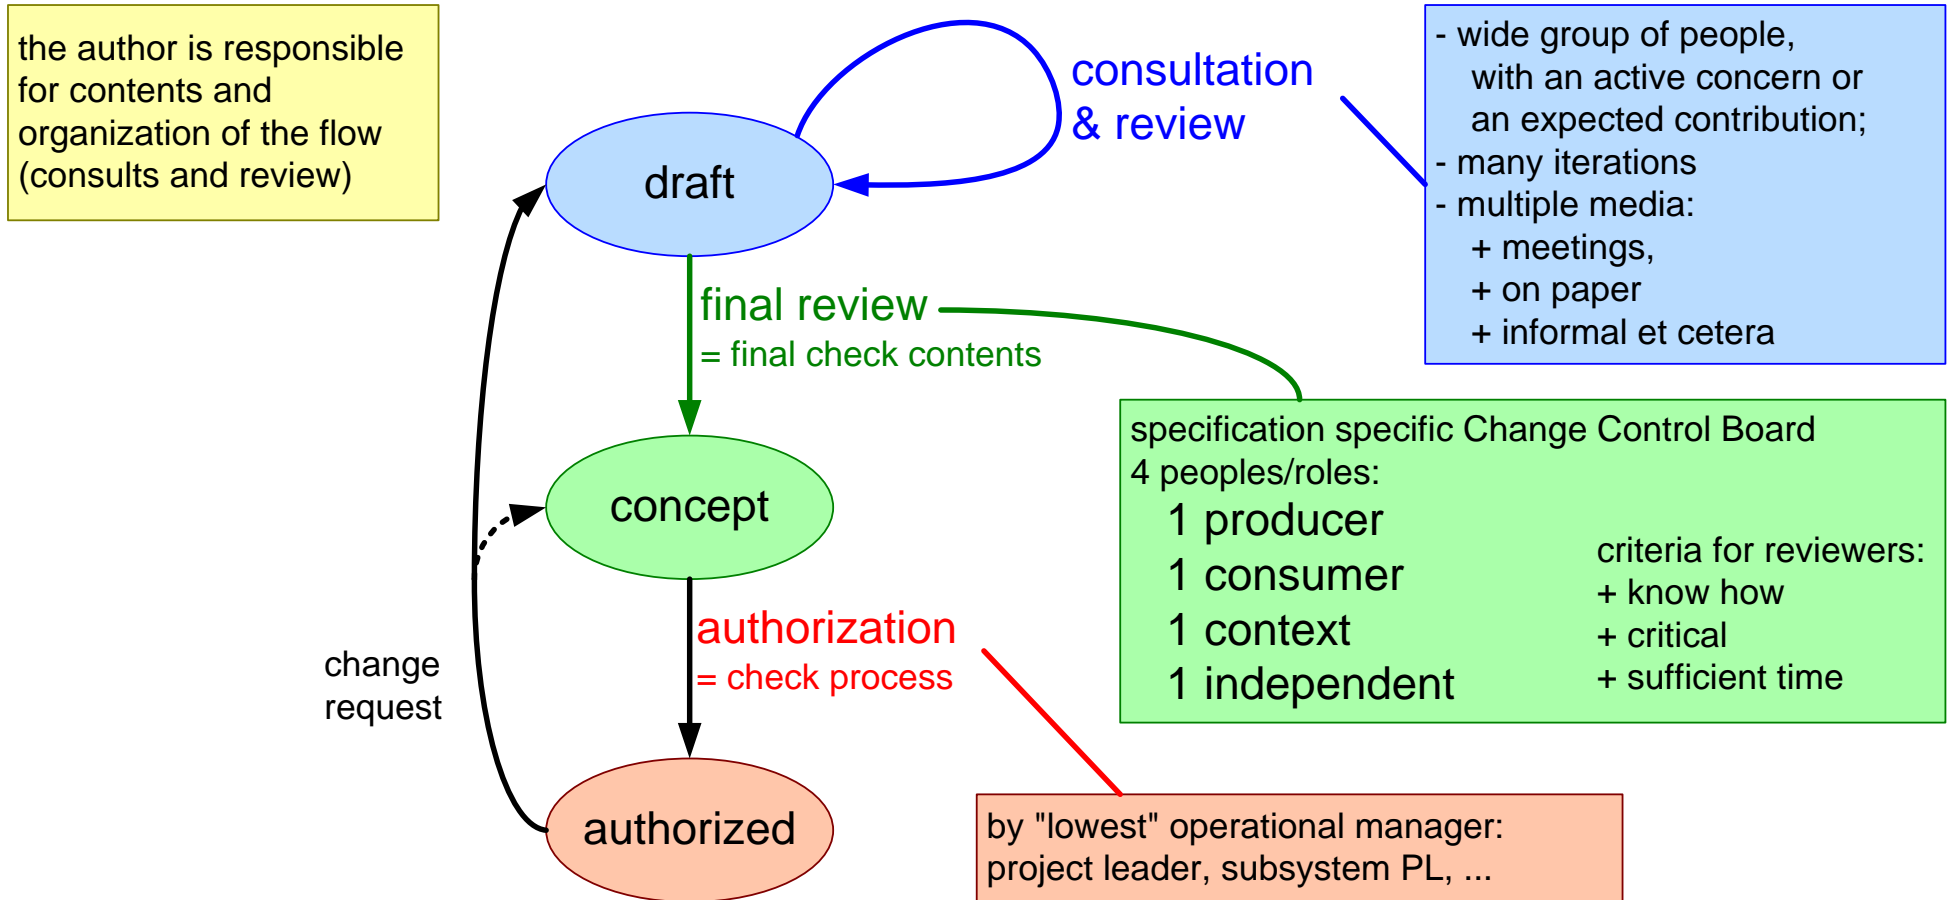 the author is responsible
for contents and
organization of the flow
(consults and review)
consultation
& review
- wide group of people,
with an active concern or
an expected contribution;
- many iterations
- multiple media:
+ meetings,
+ on paper
+ informal et cetera
draft
final review
= final check contents
specification specific Change Control Board
4 peoples/roles:
1 producer
1 consumer
1 context
1 independent
criteria for reviewers:
+ know how
+ critical
+ sufficient time
concept
authorization
= check process
change
request
authorized
by "lowest" operational manager:
project leader, subsystem PL, ...